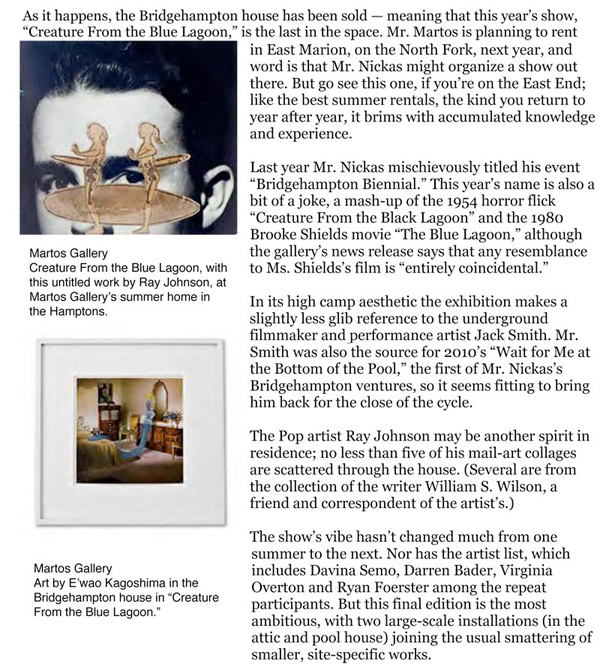 As it happens, the Bridgehampton house has been sold — meaning that this year’s show,
“Creature From the Blue Lagoon,” is the last in the space. Mr. Martos is planning to rent
in East Marion, on the North Fork, next year, and
word is that Mr. Nickas might organize a show out
there. But go see this one, if you’re on the East End;
like the best summer rentals, the kind you return to
year after year, it brims with accumulated knowledge
and experience.
Last year Mr. Nickas mischievously titled his event
“Bridgehampton Biennial.” This year’s name is also a
bit of a joke, a mash-up of the 1954 horror flick
“Creature From the Black Lagoon” and the 1980
Brooke Shields movie “The Blue Lagoon,” although
the gallery’s news release says that any resemblance
to Ms. Shields’s film is “entirely coincidental.”
In its high camp aesthetic the exhibition makes a
slightly less glib reference to the underground
filmmaker and performance artist Jack Smith. Mr.
Smith was also the source for 2010’s “Wait for Me at
the Bottom of the Pool,” the first of Mr. Nickas’s
Bridgehampton ventures, so it seems fitting to bring
him back for the close of the cycle.
The Pop artist Ray Johnson may be another spirit in
residence; no less than five of his mail-art collages
are scattered through the house. (Several are from
the collection of the writer William S. Wilson, a
friend and correspondent of the artist’s.)
The show’s vibe hasn’t changed much from one
summer to the next. Nor has the artist list, which
includes Davina Semo, Darren Bader, Virginia
Overton and Ryan Foerster among the repeat
participants. But this final edition is the most
ambitious, with two large-scale installations (in the
attic and pool house) joining the usual smattering of
smaller, site-specific works.
Martos Gallery
Creature From the Blue Lagoon, with
this untitled work by Ray Johnson, at
Martos Gallery’s summer home in
the Hamptons.
Martos Gallery
Art by E’wao Kagoshima in the
Bridgehampton house in “Creature
From the Blue Lagoon.”